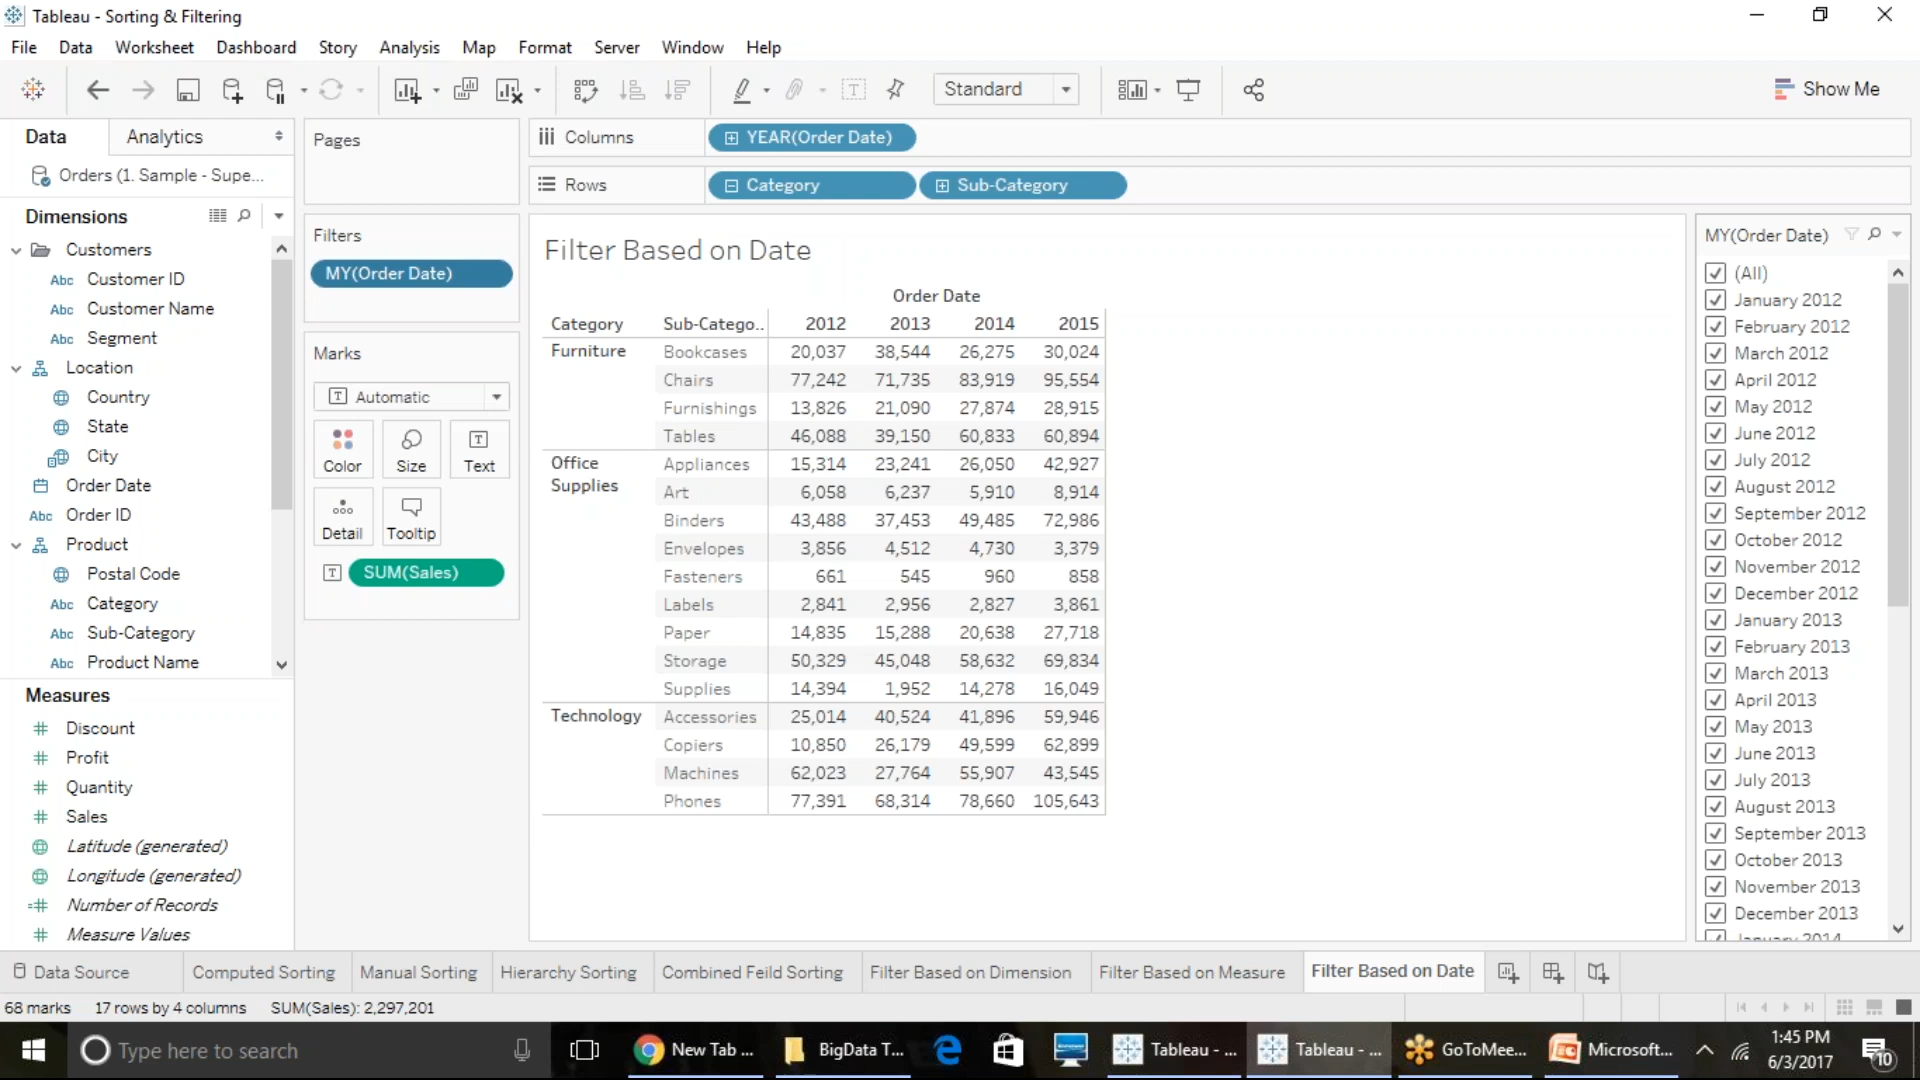 Tableau - Sorting & Filtering
File Data Worksheet Dashboard Story Analysis Map Format Server Window Help
Standard
Show Me
Data Analytics
Orders (1. Sample - Supe...
Dimensions
Customers
Abc Customer ID
Abc Customer Name
Abc Segment
Location
Country
State
City
Order Date
Abc Order ID
Product
Postal Code
Abc Category
Abc Sub-Category
Abc Product Name
Measures
Discount
Profit
Quantity
Sales
Latitude (generated)
Longitude (generated)
Number of Records
Measure Values
Pages
Filters
MY(Order Date)
Marks
Automatic
Color Size Text
Detail Tooltip
SUM(Sales)
Columns YEAR(Order Date)
Rows Category Sub-Category
Filter Based on Date
Order Date
Category Sub-Catego.. 2012 2013 2014 2015
Furniture Bookcases 20,037 38,544 26,275 30,024
Chairs 77,242 71,735 83,919 95,554
Furnishings 13,826 21,090 27,874 28,915
Tables 46,088 39,150 60,833 60,894
Office Supplies Appliances 15,314 23,241 26,050 42,927
Art 6,058 6,237 5,910 8,914
Binders 43,488 37,453 49,485 72,986
Envelopes 3,856 4,512 4,730 3,379
Fasteners 661 545 960 858
Labels 2,841 2,956 2,827 3,861
Paper 14,835 15,288 20,638 27,718
Storage 50,329 45,048 58,632 69,834
Supplies 14,394 1,952 14,278 16,049
Technology Accessories 25,014 40,524 41,896 59,946
Copiers 10,850 26,179 49,599 62,899
Machines 62,023 27,764 55,907 43,545
Phones 77,391 68,314 78,660 105,643
MY(Order Date)
(All)
January 2012
February 2012
March 2012
April 2012
May 2012
June 2012
July 2012
August 2012
September 2012
October 2012
November 2012
December 2012
January 2013
February 2013
March 2013
April 2013
May 2013
June 2013
July 2013
August 2013
September 2013
October 2013
November 2013
December 2013
January 2014
Data Source Computed Sorting Manual Sorting Hierarchy Sorting Combined Feild Sorting Filter Based on Dimension Filter Based on Measure Filter Based on Date
68 marks 17 rows by 4 columns SUM(Sales): 2,297,201
Type here to search
New Tab ...
BigData T...
Tableau - ...
Tableau - ...
GoToMee...
Microsoft...
1:45 PM
6/3/2017
10